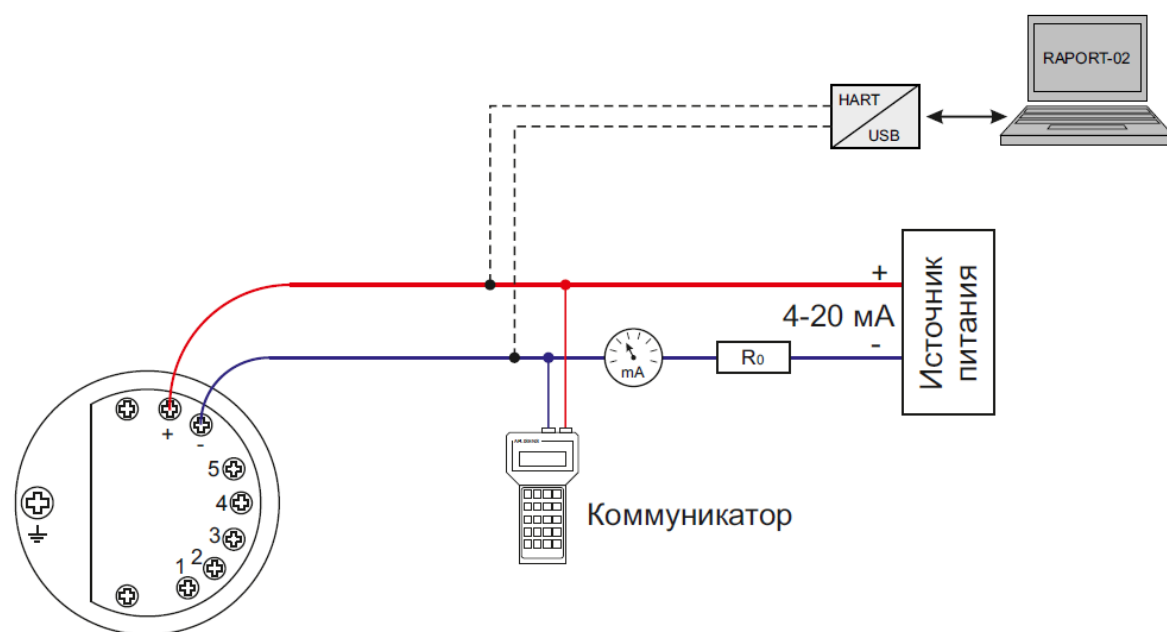 RAPORT-02
HART
USB
+
4-20 мА
-
Источник
питания
mA
R0
+
-
5
4
3
2
1
Коммуникатор